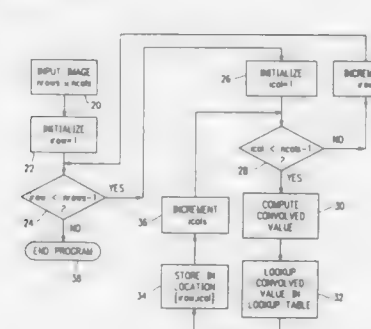 INPUT IMAGE
nrows x ncols
20
INITIALIZE
irow=1
22
irow < nrows-1
?
24
YES
NO
END PROGRAM
38
26
INITIALIZE
icol=1
INCREM
icol < ncols-1
?
28
NO
YES
COMPUTE
CONVOLVED
VALUE
30
LOOKUP
CONVOLVED
VALUE IN
LOOKUP TABLE
32
INCREMENT
icols
36
STORE IN
LOCATION
[irow,icol]
34